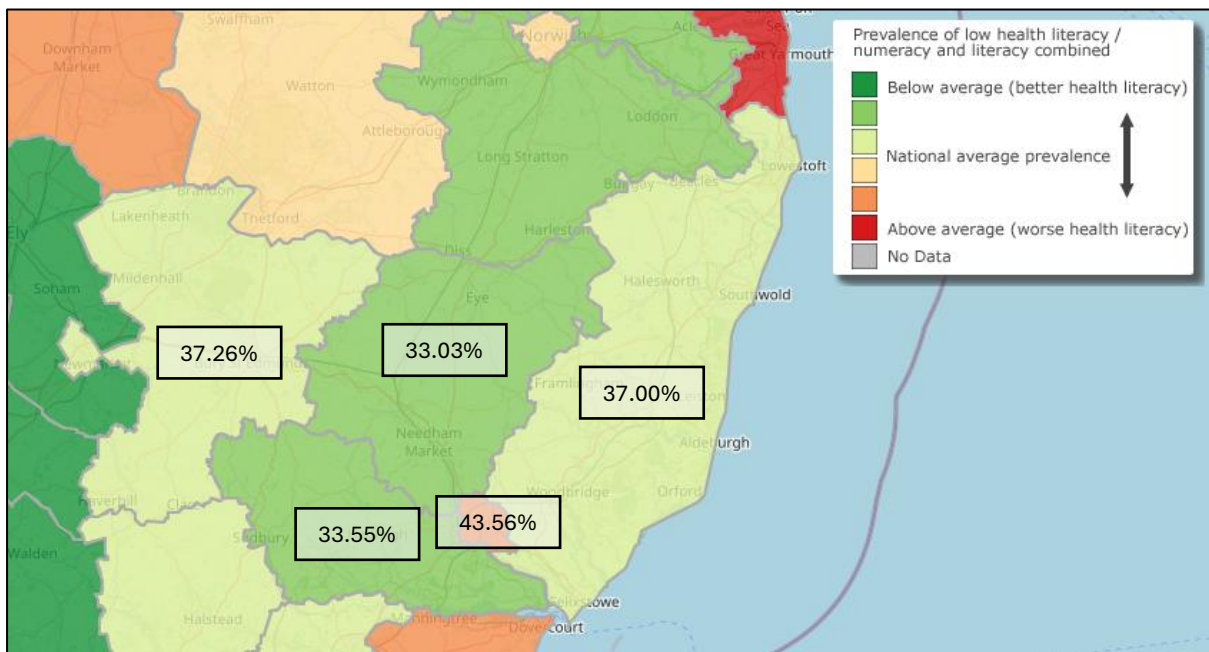 Prevalence of low health literacy /
numeracy and literacy combined
Below average (better health literacy)
National average prevalence
Above average (worse health literacy)
No Data
Swaffham
Downham
Market
Norwich
Acle
Sea
Great Yarmouth
Wymondham
Watton
Loddon
Attleborough
Long Stratton
Lowestoft
Bungay
Beccles
Brandon
Lakenheath
Thetford
Harleston
Ely
Diss
Mildenhall
Halesworth
Soham
Eye
Southwold
37.26%
33.03%
37.00%
Framlingham
Needham
Market
Aldeburgh
Woodbridge
Orford
Haverhill
43.56%
33.55%
Sudbury
Walden
Halstead
Felixstowe
Manningtree
Dovercourt